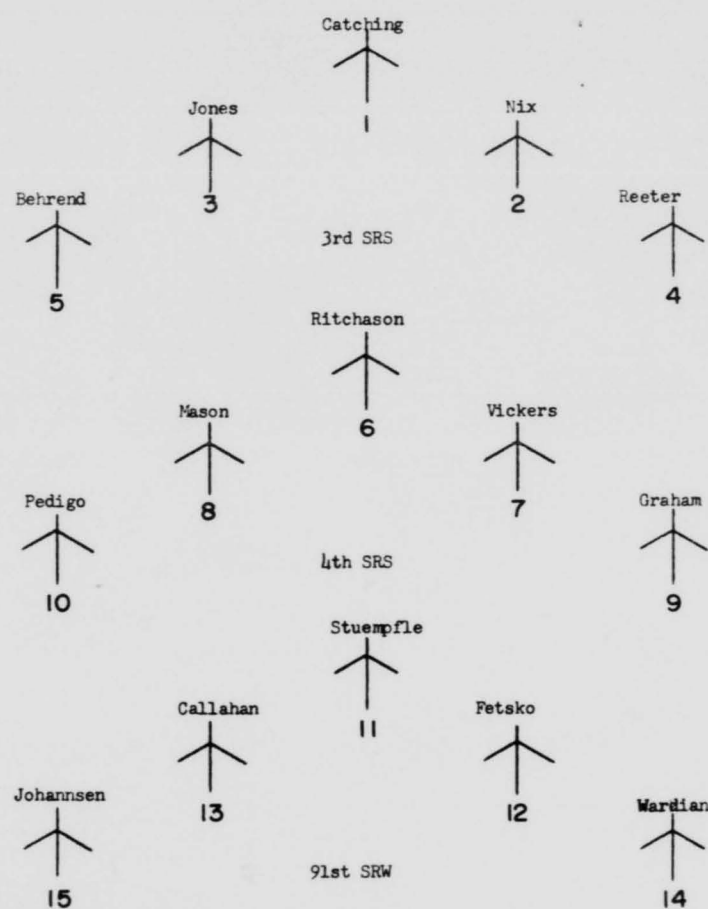 Catching
1
Jones
Nix
3
2
Behrend
Reeter
5
3rd SRS
4
Ritchason
6
Mason
Vickers
8
7
Pedigo
Graham
10
4th SRS
9
Stuempfle
11
Callahan
Fetsko
13
12
Johannsen
Wardian
15
91st SRW
14